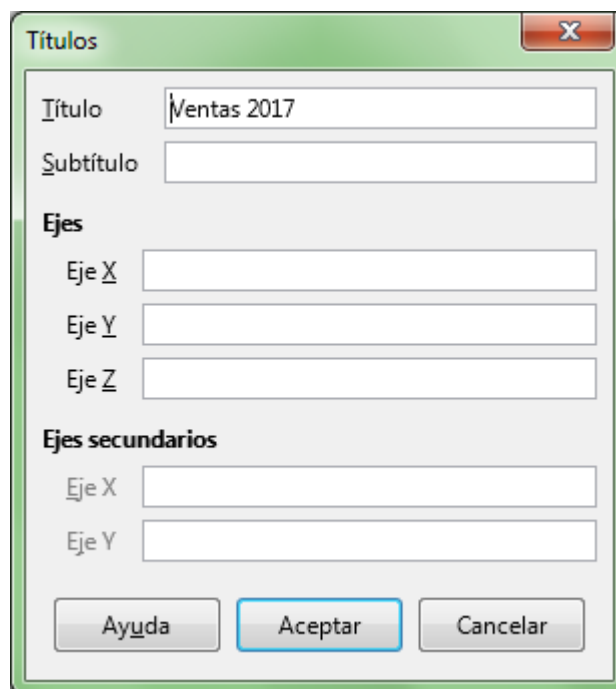 Títulos
Título Ventas 2017
Subtítulo
Ejes
Eje X
Eje Y
Eje Z
Ejes secundarios
Eje X
Eje Y
Ayuda Aceptar Cancelar